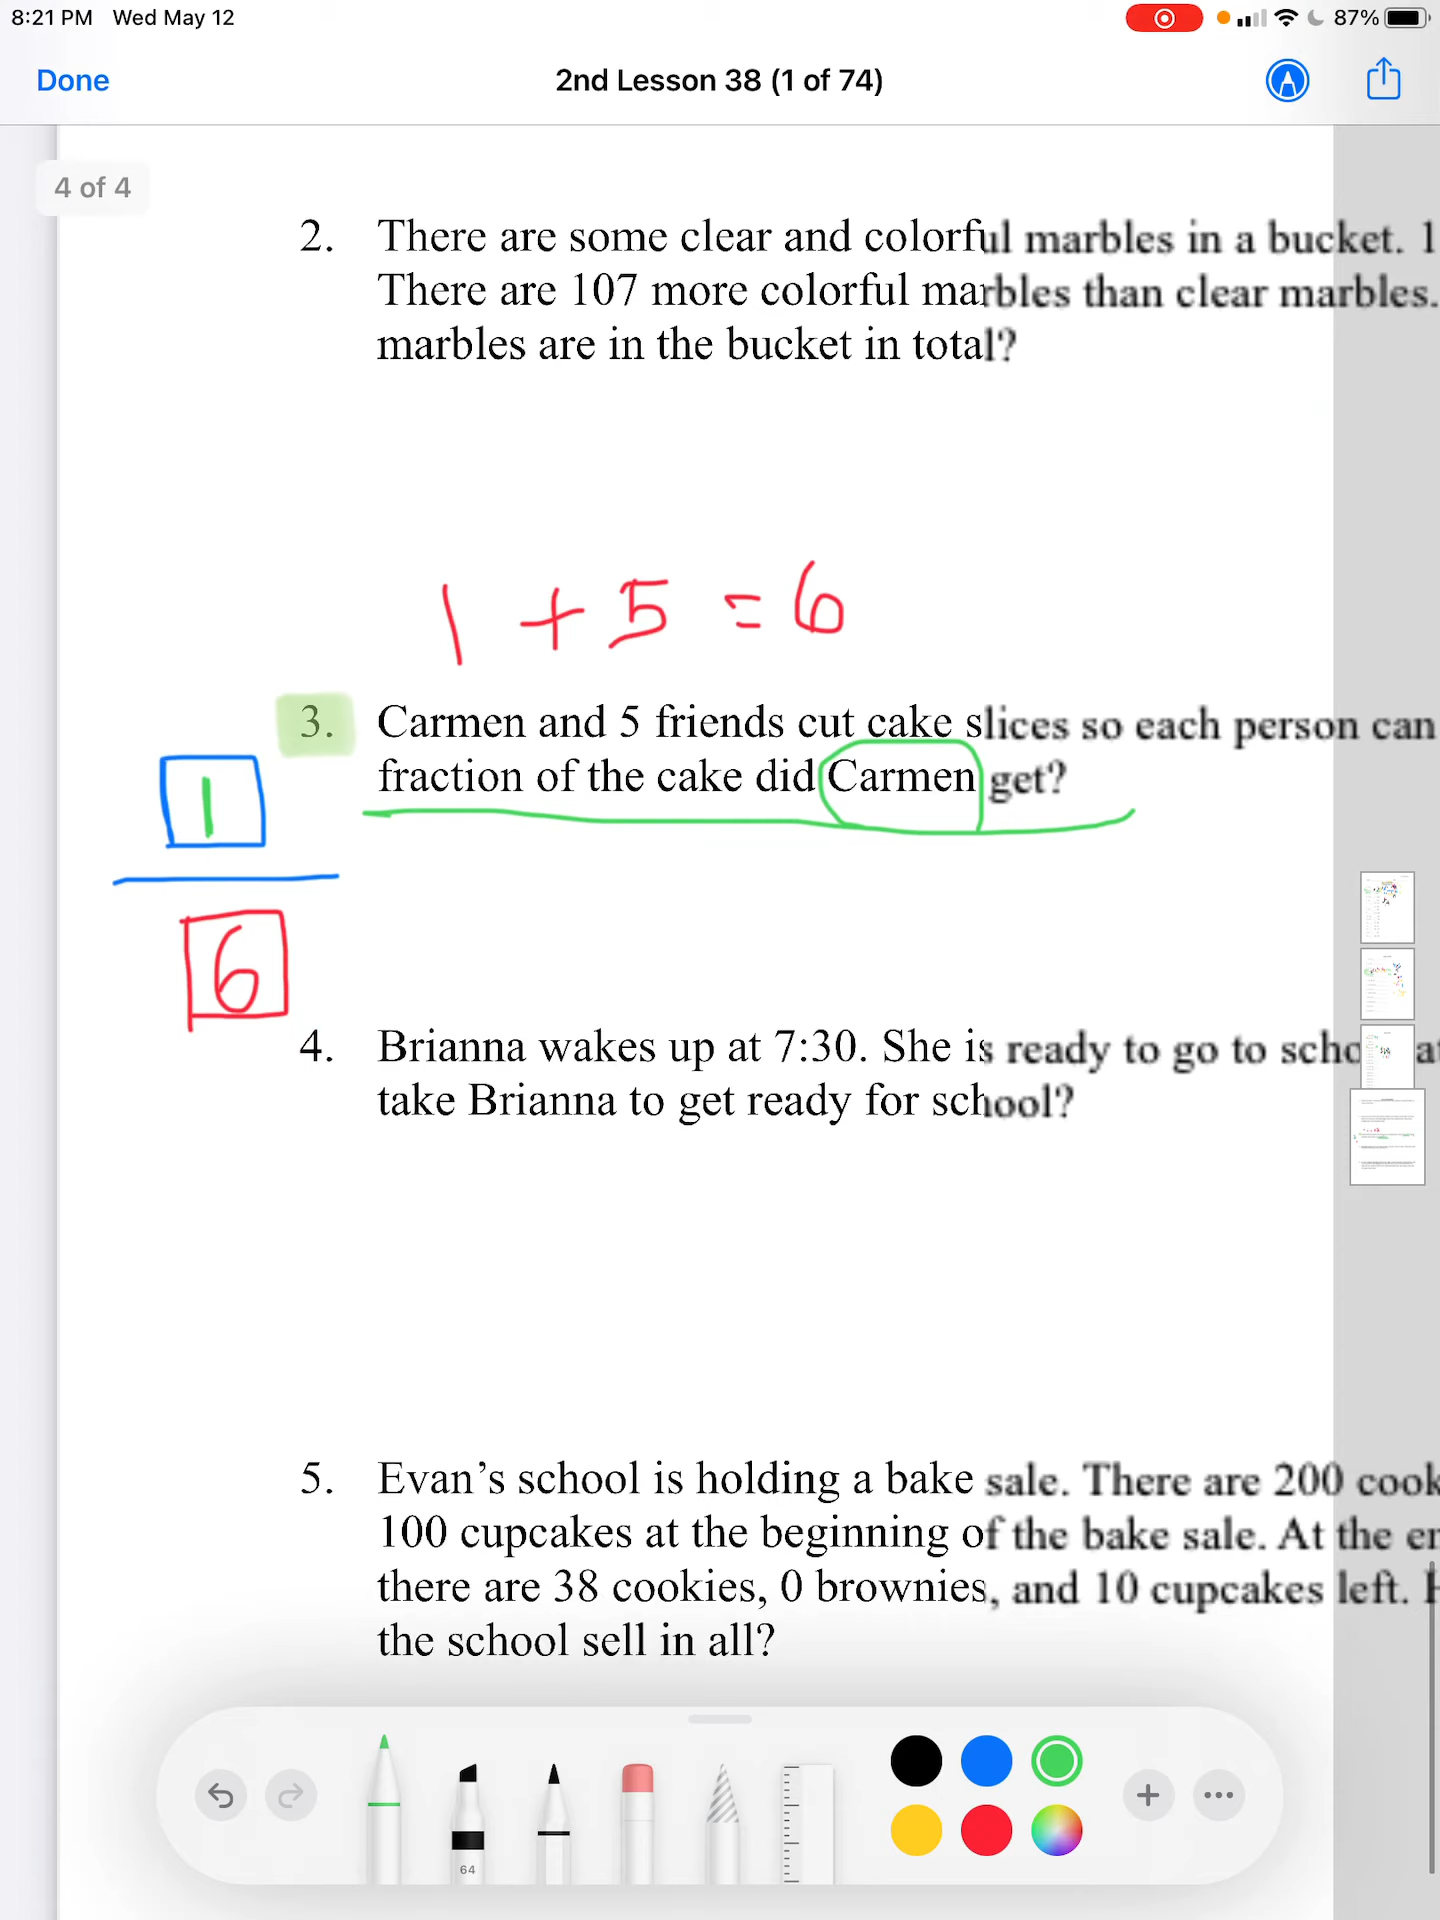 8:21 PM Wed May 12
87%
Done
2nd Lesson 38 (1 of 74)
4 of 4
2. There are some clear and colorful marbles in a bucket. 1
There are 107 more colorful marbles than clear marbles.
marbles are in the bucket in total?
1 + 5 = 6
3. Carmen and 5 friends cut cake slices so each person can
fraction of the cake did Carmen get?
1
6
4. Brianna wakes up at 7:30. She is ready to go to
take Brianna to get ready for school?
5. Evan’s school is holding a bake sale. There are 200
100 cupcakes at the beginning of the bake sale. At the
there are 38 cookies, 0 brownies, and 10 cupcakes left.
the school sell in all?
64